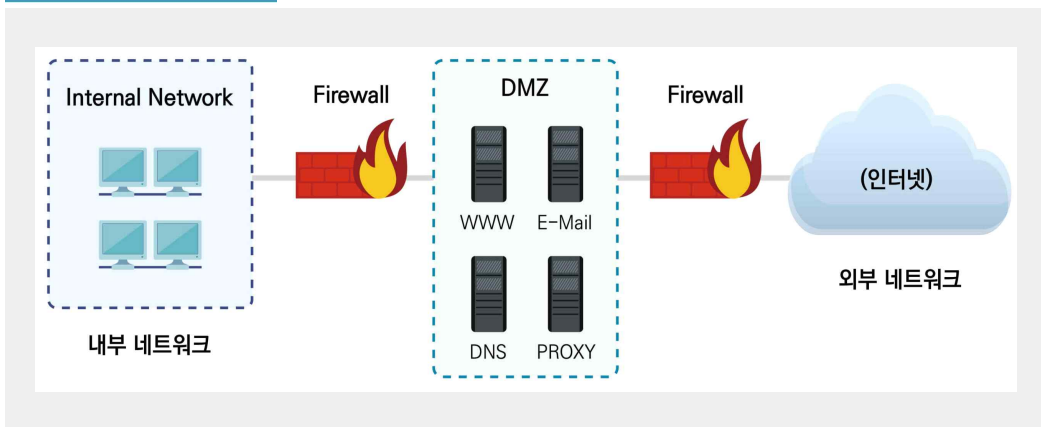 Internal Network
내부 네트워크
Firewall
DMZ
WWW E-Mail
DNS PROXY
Firewall
(인터넷)
외부 네트워크